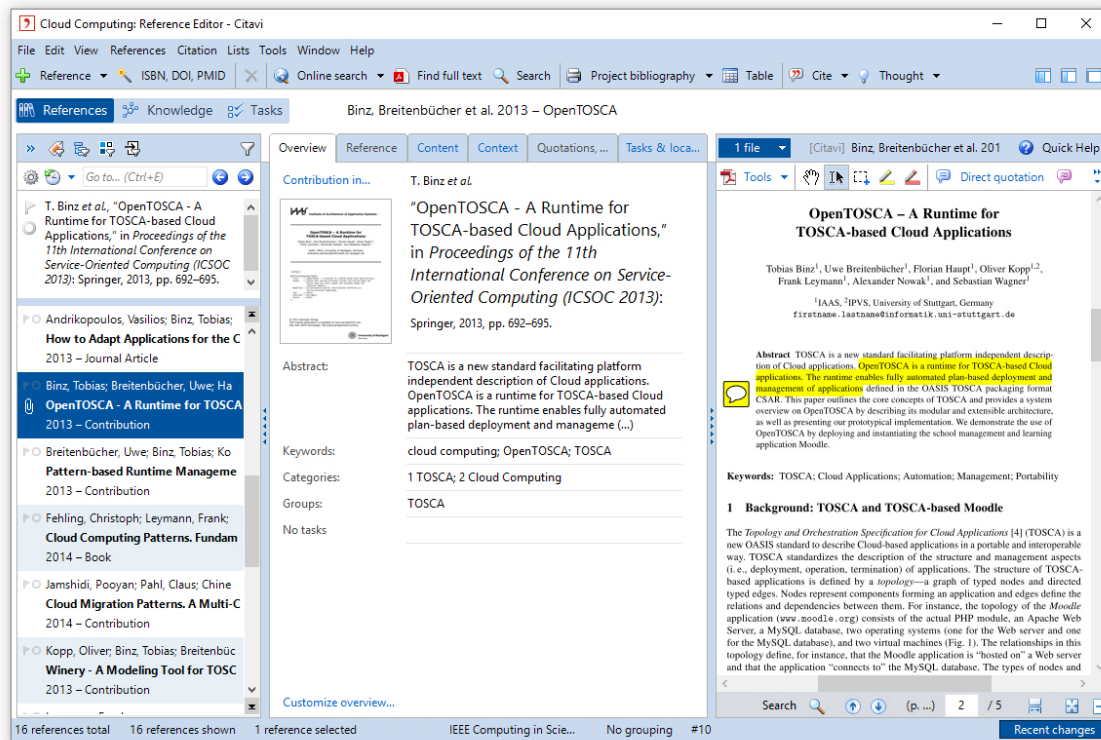 Cloud Computing: Reference Editor - Citavi
File Edit View References Citation Lists Tools Window Help
Reference ISBN, DOI, PMID Online search Find full text Search Project bibliography Table Cite Thought
References Knowledge Tasks Binz, Breitenbücher et al. 2013 – OpenTOSCA
Go to... (Ctrl+E)
T. Binz et al., "OpenTOSCA - A
Runtime for TOSCA-based Cloud
Applications," in Proceedings of the
11th International Conference on
Service-Oriented Computing (ICSOC
2013): Springer, 2013, pp. 692–695.
Andrikopoulos, Vasilios; Binz, Tobias;
How to Adapt Applications for the C
2013 – Journal Article
Binz, Tobias; Breitenbücher, Uwe; Ha
OpenTOSCA - A Runtime for TOSCA
2013 – Contribution
Breitenbücher, Uwe; Binz, Tobias; Ko
Pattern-based Runtime Manageme
2013 – Contribution
Fehling, Christoph; Leymann, Frank;
Cloud Computing Patterns. Fundam
2014 – Book
Jamshidi, Pooyan; Pahl, Claus; Chine
Cloud Migration Patterns. A Multi-C
2014 – Contribution
Kopp, Oliver; Binz, Tobias; Breitenbüc
Winery - A Modeling Tool for TOSC
2013 – Contribution
Overview Reference Content Context Quotations, ... Tasks & loca...
Contribution in... T. Binz et al.
"OpenTOSCA - A Runtime for
TOSCA-based Cloud Applications,"
in Proceedings of the 11th
International Conference on Service-
Oriented Computing (ICSOC 2013):
Springer, 2013, pp. 692–695.
Abstract: TOSCA is a new standard facilitating platform
independent description of Cloud applications.
OpenTOSCA is a runtime for TOSCA-based Cloud
applications. The runtime enables fully automated
plan-based deployment and manageme (...)
Keywords: cloud computing; OpenTOSCA; TOSCA
Categories: 1 TOSCA; 2 Cloud Computing
Groups: TOSCA
No tasks
Customize overview...
1 file [Citavi] Binz, Breitenbücher et al. 201 Quick Help
Tools Direct quotation
OpenTOSCA – A Runtime for
TOSCA-based Cloud Applications
Tobias Binz1, Uwe Breitenbücher1, Florian Haupt1, Oliver Kopp1,2,
Frank Leymann1, Alexander Nowak1, and Sebastian Wagner1
1IAAS, 2IPVS, University of Stuttgart, Germany
firstname.lastname@informatik.uni-stuttgart.de
Abstract TOSCA is a new standard facilitating platform independent descrip-
tion of Cloud applications. OpenTOSCA is a runtime for TOSCA-based Cloud
applications. The runtime enables fully automated plan-based deployment and
management of applications defined in the OASIS TOSCA packaging format
CSAR. This paper outlines the core concepts of TOSCA and provides a system
overview on OpenTOSCA by describing its modular and extensible architecture,
as well as presenting our prototypical implementation. We demonstrate the use of
OpenTOSCA by deploying and instantiating the school management and learning
application Moodle.
Keywords: TOSCA; Cloud Applications; Automation; Management; Portability
1 Background: TOSCA and TOSCA-based Moodle
The Topology and Orchestration Specification for Cloud Applications [4] (TOSCA) is a
new OASIS standard to describe Cloud-based applications in a portable and interoperable
way. TOSCA standardizes the description of the structure and management aspects
(i. e., deployment, operation, termination) of applications. The structure of TOSCA-
based applications is defined by a topology—a graph of typed nodes and directed
typed edges. Nodes represent components forming an application and edges define the
relations and dependencies between them. For instance, the topology of the Moodle
application (www.moodle.org) consists of the actual PHP module, an Apache Web
Server, a MySQL database, two operating systems (one for the Web server and one
for the MySQL database), and two virtual machines (Fig. 1). The relationships in this
topology define, for instance, that the Moodle application is "hosted on" a Web server
and that the application "connects to" the MySQL database. The types of nodes and
Search (p. ...) 2 / 5
16 references total 16 references shown 1 reference selected IEEE Computing in Scie... No grouping #10 Recent changes